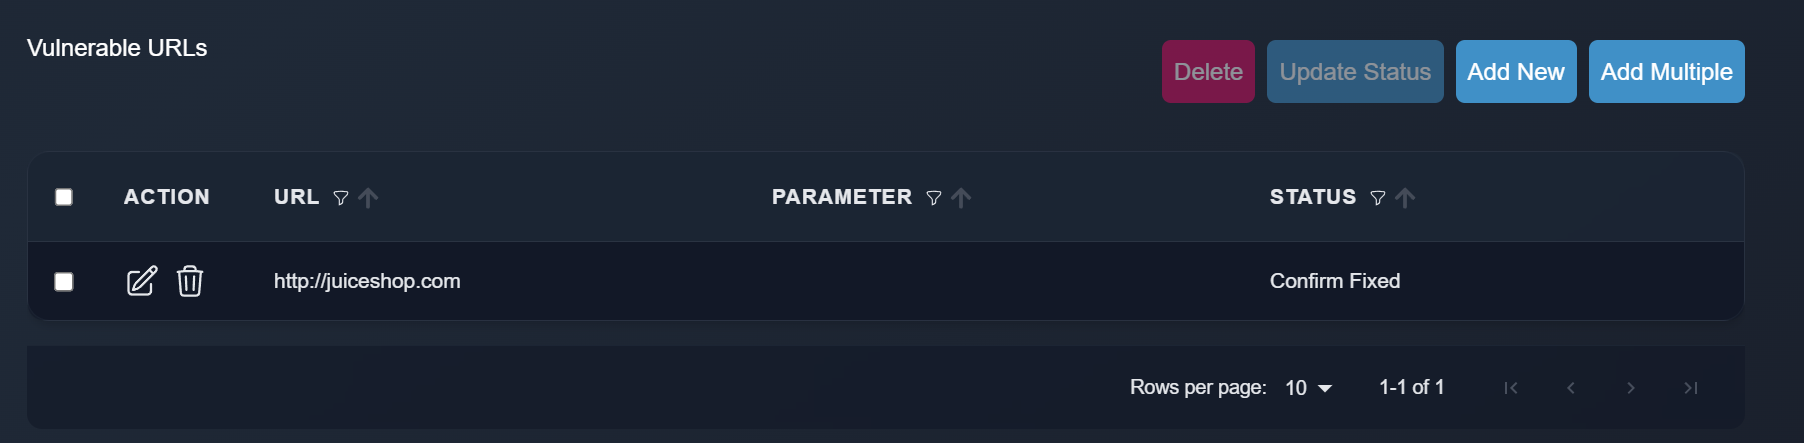 Vulnerable URLs
Delete Update Status Add New Add Multiple
ACTION URL PARAMETER STATUS
http://juiceshop.com Confirm Fixed
Rows per page: 10 1-1 of 1